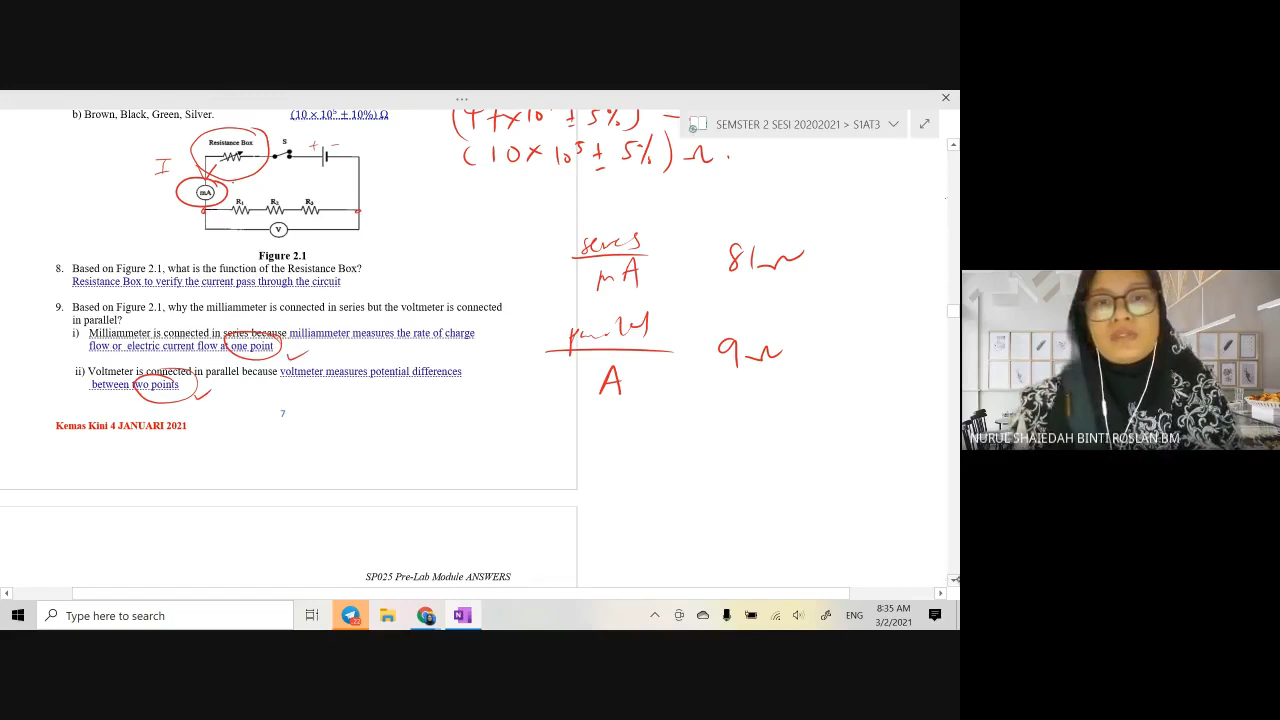 b) Brown, Black, Green, Silver. (10 × 10⁵ ± 10%) Ω
± 5%)
(10 × 10⁵ ± 5%) Ω.
SEMSTER 2 SESI 20202021 > S1AT3
Resistance Box
S
+ -
I
mA
R₁ R₂ R₃
V
Figure 2.1
8. Based on Figure 2.1, what is the function of the Resistance Box?
Resistance Box to verify the current pass through the circuit
9. Based on Figure 2.1, why the milliammeter is connected in series but the voltmeter is connected
in parallel?
i) Milliammeter is connected in series because milliammeter measures the rate of charge
flow or electric current flow at one point
ii) Voltmeter is connected in parallel because voltmeter measures potential differences
between two points
7
Kemas Kini 4 JANUARI 2021
series
mA
81Ω
A
9Ω
SP025 Pre-Lab Module ANSWERS
NURUL SHAIEDAH BINTI ROSLAN BM
Type here to search
ENG
8:35 AM
3/2/2021